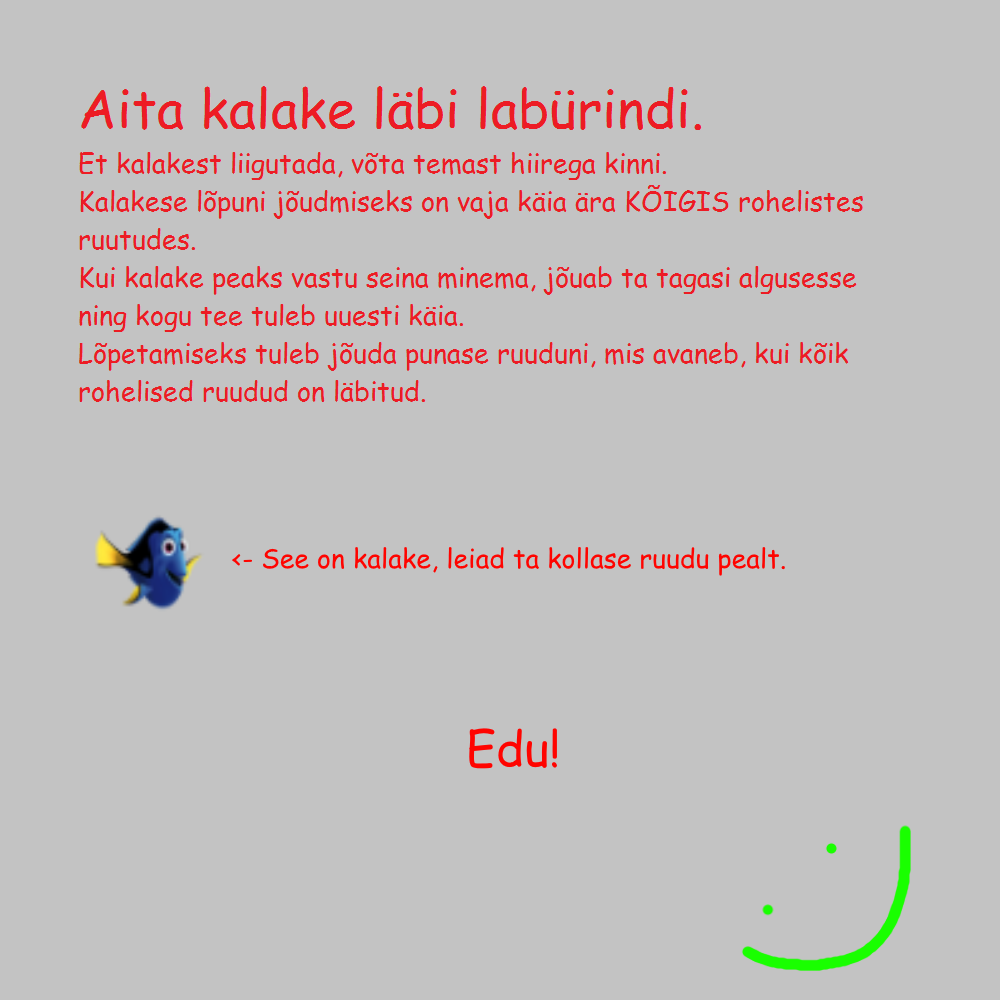 Aita kalake läbi labürindi.
Et kalakest liigutada, võta temast hiirega kinni.
Kalakese lõpuni jõudmiseks on vaja käia ära KÕIGIS rohelistes
ruutudes.
Kui kalake peaks vastu seina minema, jõuab ta tagasi algusesse
ning kogu tee tuleb uuesti käia.
Lõpetamiseks tuleb jõuda punase ruuduni, mis avaneb, kui kõik
rohelised ruudud on läbitud.
<- See on kalake, leiad ta kollase ruudu pealt.
Edu!